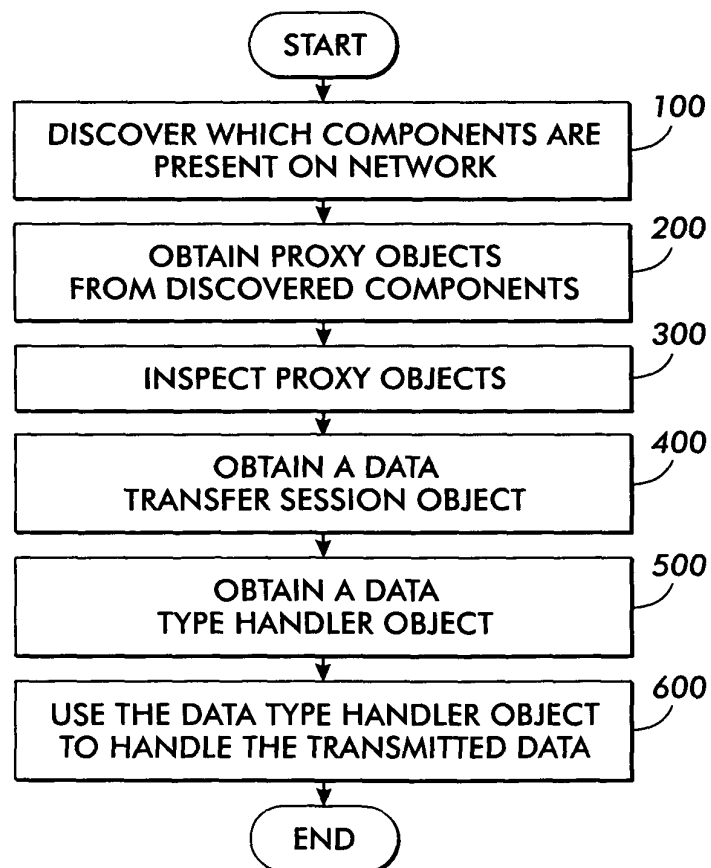 START
100
DISCOVER WHICH COMPONENTS ARE
PRESENT ON NETWORK
200
OBTAIN PROXY OBJECTS
FROM DISCOVERED COMPONENTS
300
INSPECT PROXY OBJECTS
400
OBTAIN A DATA
TRANSFER SESSION OBJECT
500
OBTAIN A DATA
TYPE HANDLER OBJECT
600
USE THE DATA TYPE HANDLER OBJECT
TO HANDLE THE TRANSMITTED DATA
END